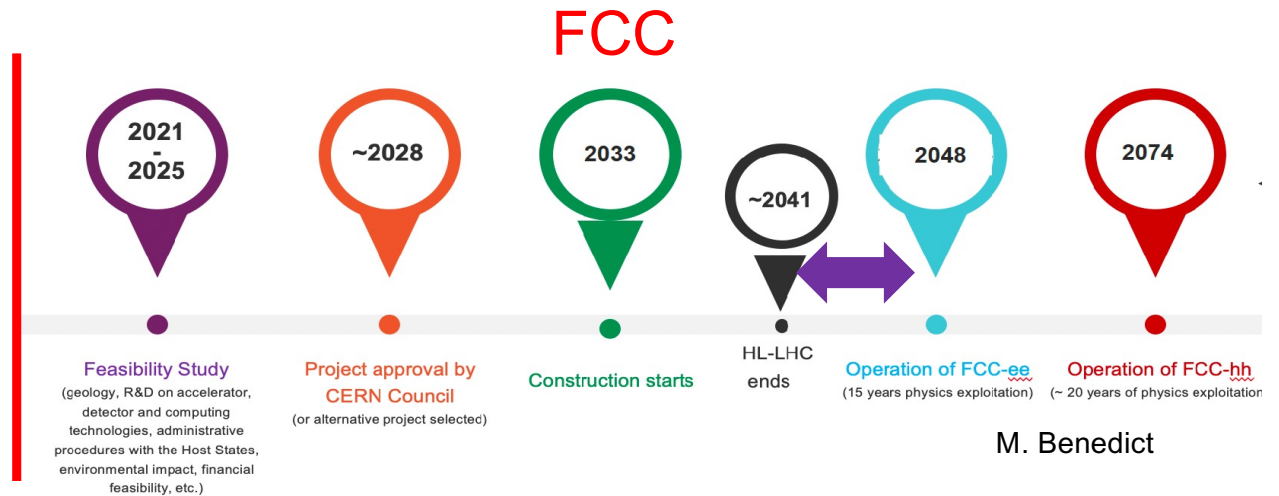 FCC
2021
-
2025
~2028
2033
~2041
2048
2074
Feasibility Study
(geology, R&D on accelerator,
detector and computing
technologies, administrative
procedures with the Host States,
environmental impact, financial
feasibility, etc.)
Project approval by
CERN Council
(or alternative project selected)
Construction starts
HL-LHC
ends
Operation of FCC-ee
(15 years physics exploitation)
Operation of FCC-hh
(~ 20 years of physics exploitation
M. Benedict